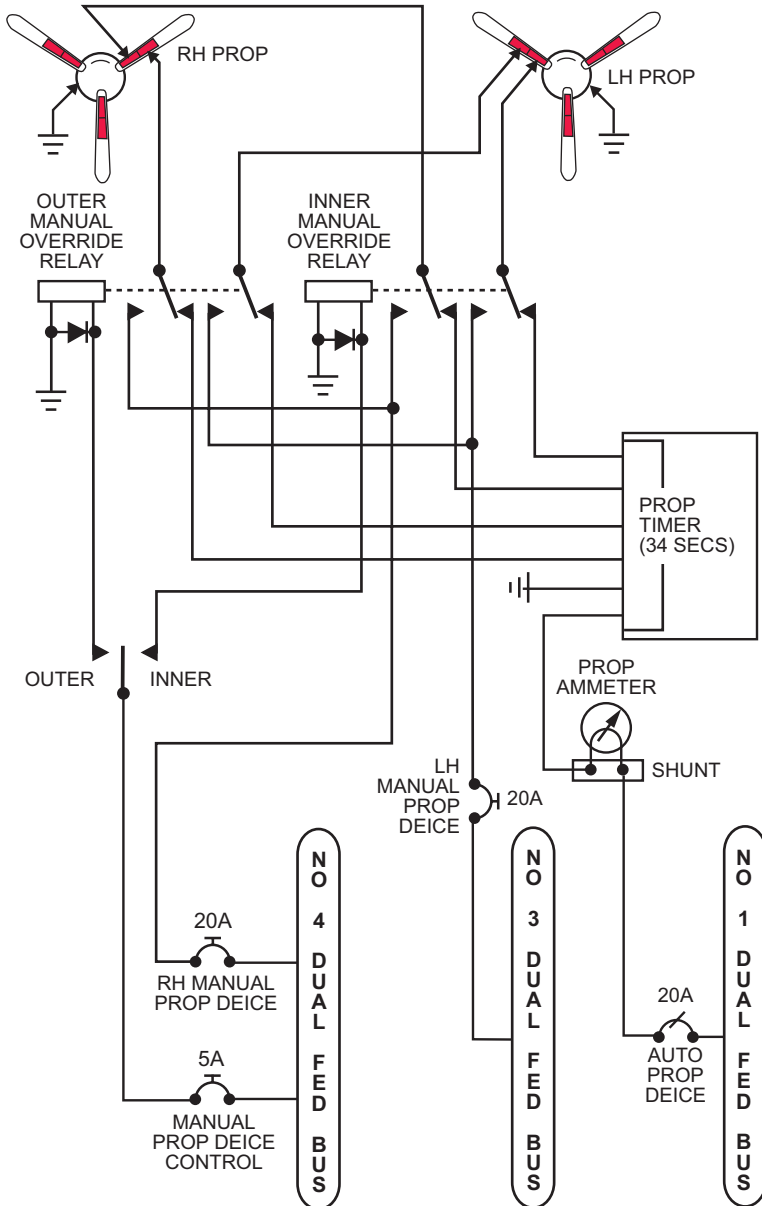 RH PROP
LH PROP
OUTER
MANUAL
OVERRIDE
RELAY
INNER
MANUAL
OVERRIDE
RELAY
PROP
TIMER
(34 SECS)
OUTER
INNER
PROP
AMMETER
SHUNT
LH
MANUAL
PROP
DEICE
20A
NO 4 DUAL FED BUS
NO 3 DUAL FED BUS
NO 1 DUAL FED BUS
20A
RH MANUAL
PROP DEICE
20A
AUTO
PROP
DEICE
5A
MANUAL
PROP DEICE
CONTROL